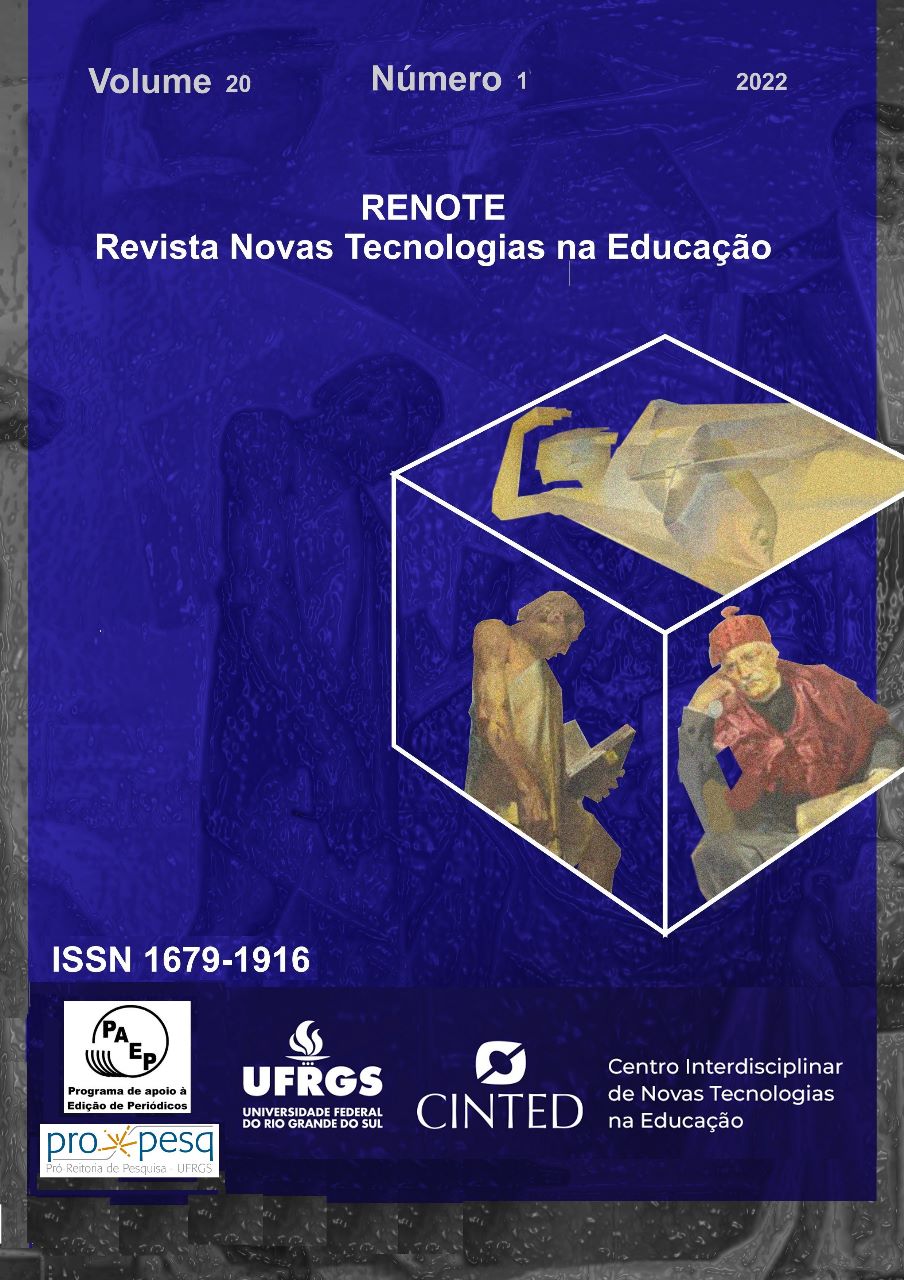 Volume 20 Número 1 2022
RENOTE
Revista Novas Tecnologias na Educação
ISSN 1679-1916
PAEP
Programa de apoio à
Edição de Periódicos
pro pesq
Pró-Reitoria de Pesquisa - UFRGS
UFRGS
UNIVERSIDADE FEDERAL
DO RIO GRANDE DO SUL
CINTED
Centro Interdisciplinar
de Novas Tecnologias
na Educação